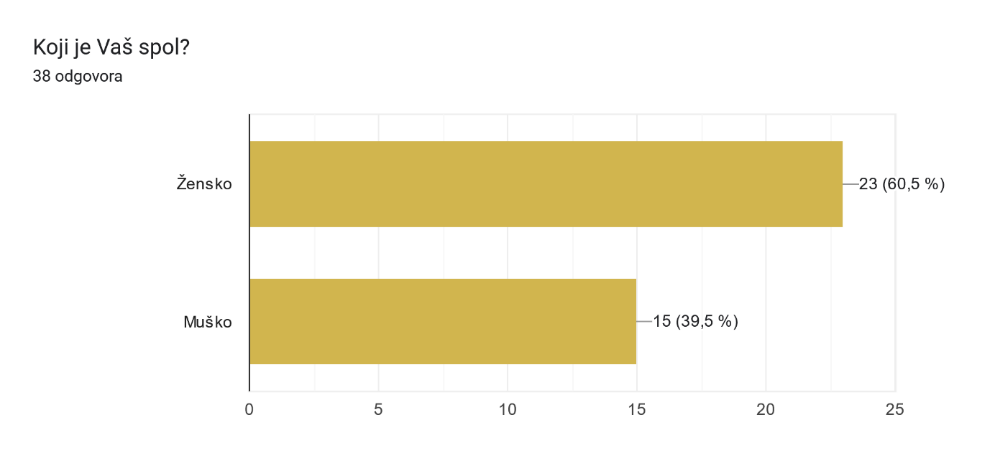 Koji je Vaš spol?
38 odgovora
Žensko
23 (60,5 %)
Muško
15 (39,5 %)
0 5 10 15 20 25